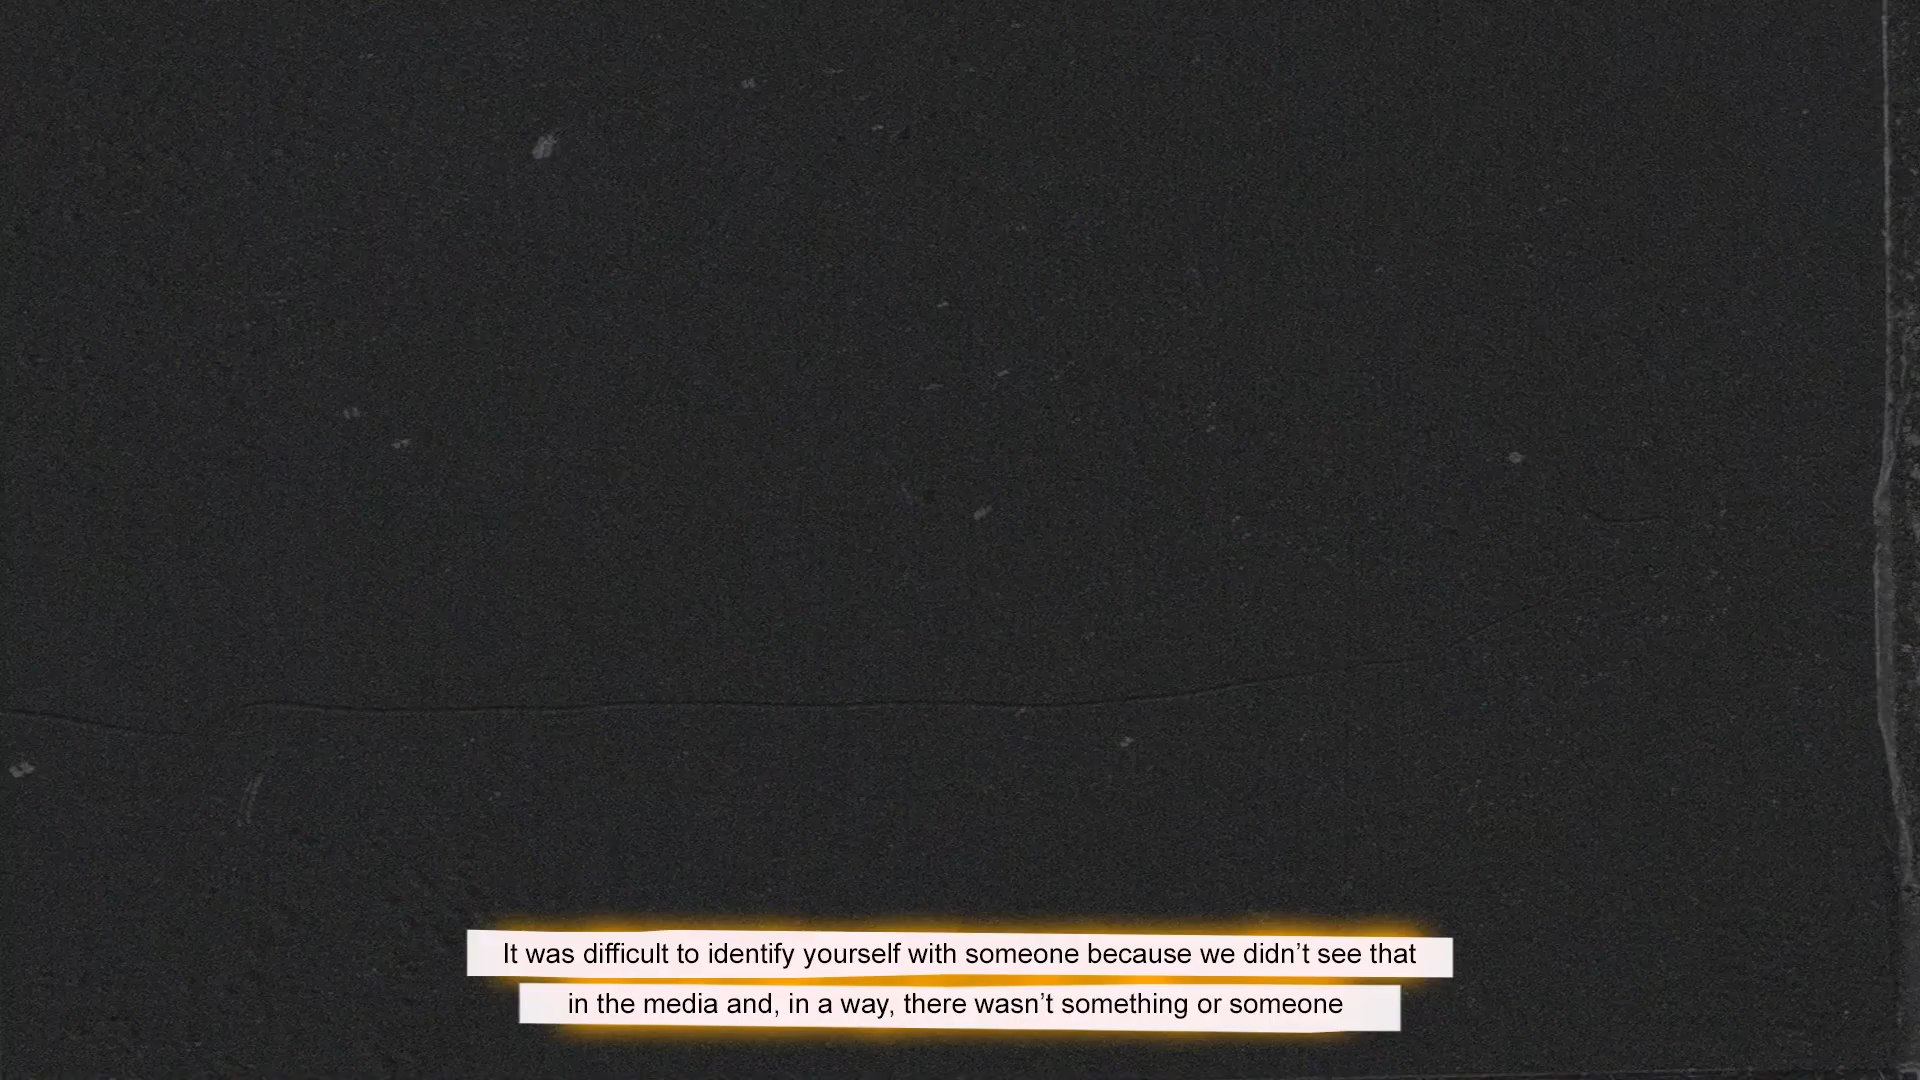 It was difficult to identify yourself with someone because we didn’t see that
in the media and, in a way, there wasn’t something or someone